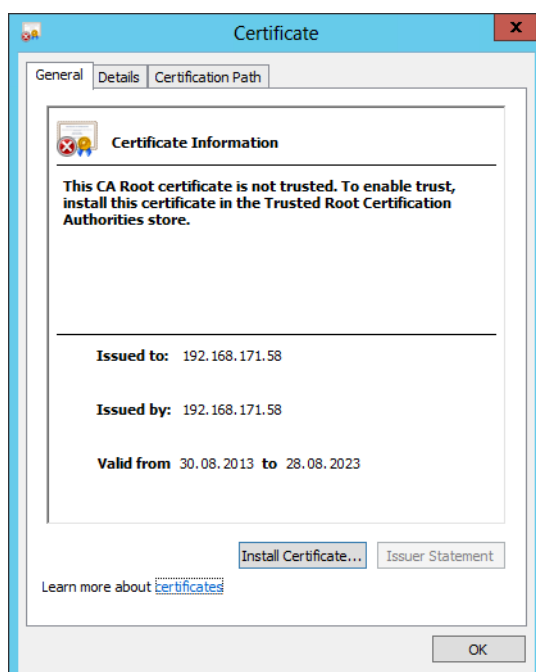 Certificate
x
General Details Certification Path
Certificate Information
This CA Root certificate is not trusted. To enable trust,
install this certificate in the Trusted Root Certification
Authorities store.
Issued to: 192.168.171.58
Issued by: 192.168.171.58
Valid from 30.08.2013 to 28.08.2023
Install Certificate... Issuer Statement
Learn more about certificates
OK